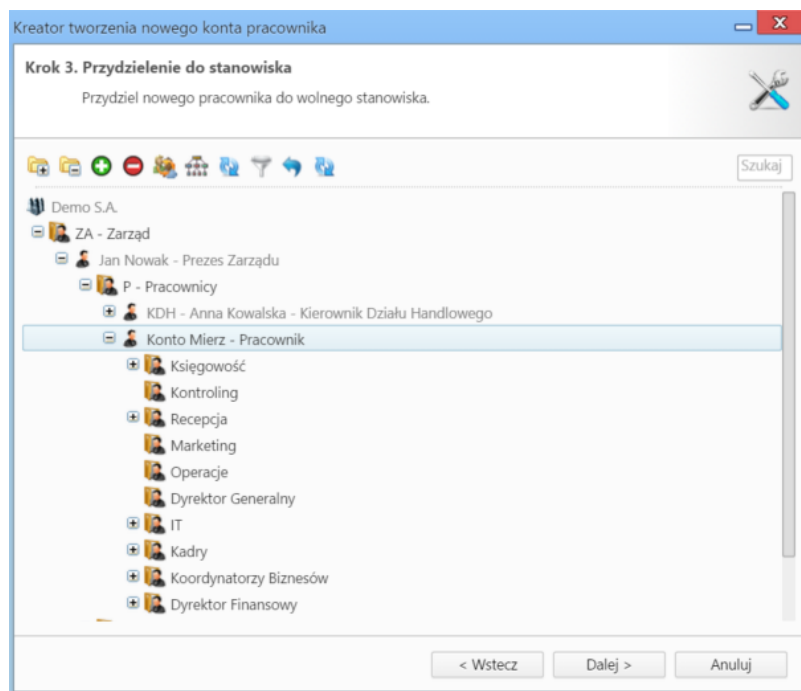 Kreator tworzenia nowego konta pracownika
Krok 3. Przydzielenie do stanowiska
Przydziel nowego pracownika do wolnego stanowiska.
Szukaj
Demo S.A.
ZA - Zarząd
Jan Nowak - Prezes Zarządu
P - Pracownicy
KDH - Anna Kowalska - Kierownik Działu Handlowego
Konto Mierz - Pracownik
Księgowość
Kontroling
Recepcja
Marketing
Operacje
Dyrektor Generalny
IT
Kadry
Koordynatorzy Biznesów
Dyrektor Finansowy
< Wstecz
Dalej >
Anuluj